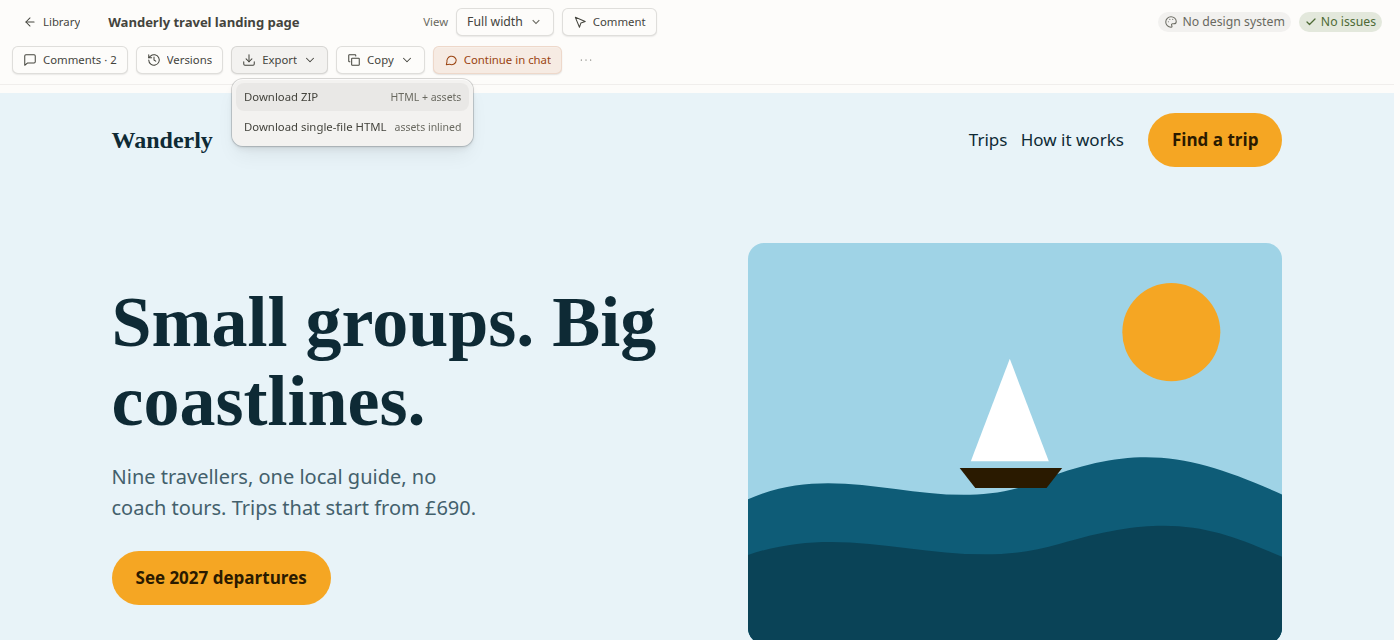 Library
Wanderly travel landing page
View
Full width
Comment
No design system
No issues
Comments · 2
Versions
Export
Copy
Continue in chat
Download ZIP HTML + assets
Download single-file HTML assets inlined
Wanderly
Trips
How it works
Find a trip
Small groups. Big
coastlines.
Nine travellers, one local guide, no
coach tours. Trips that start from £690.
See 2027 departures